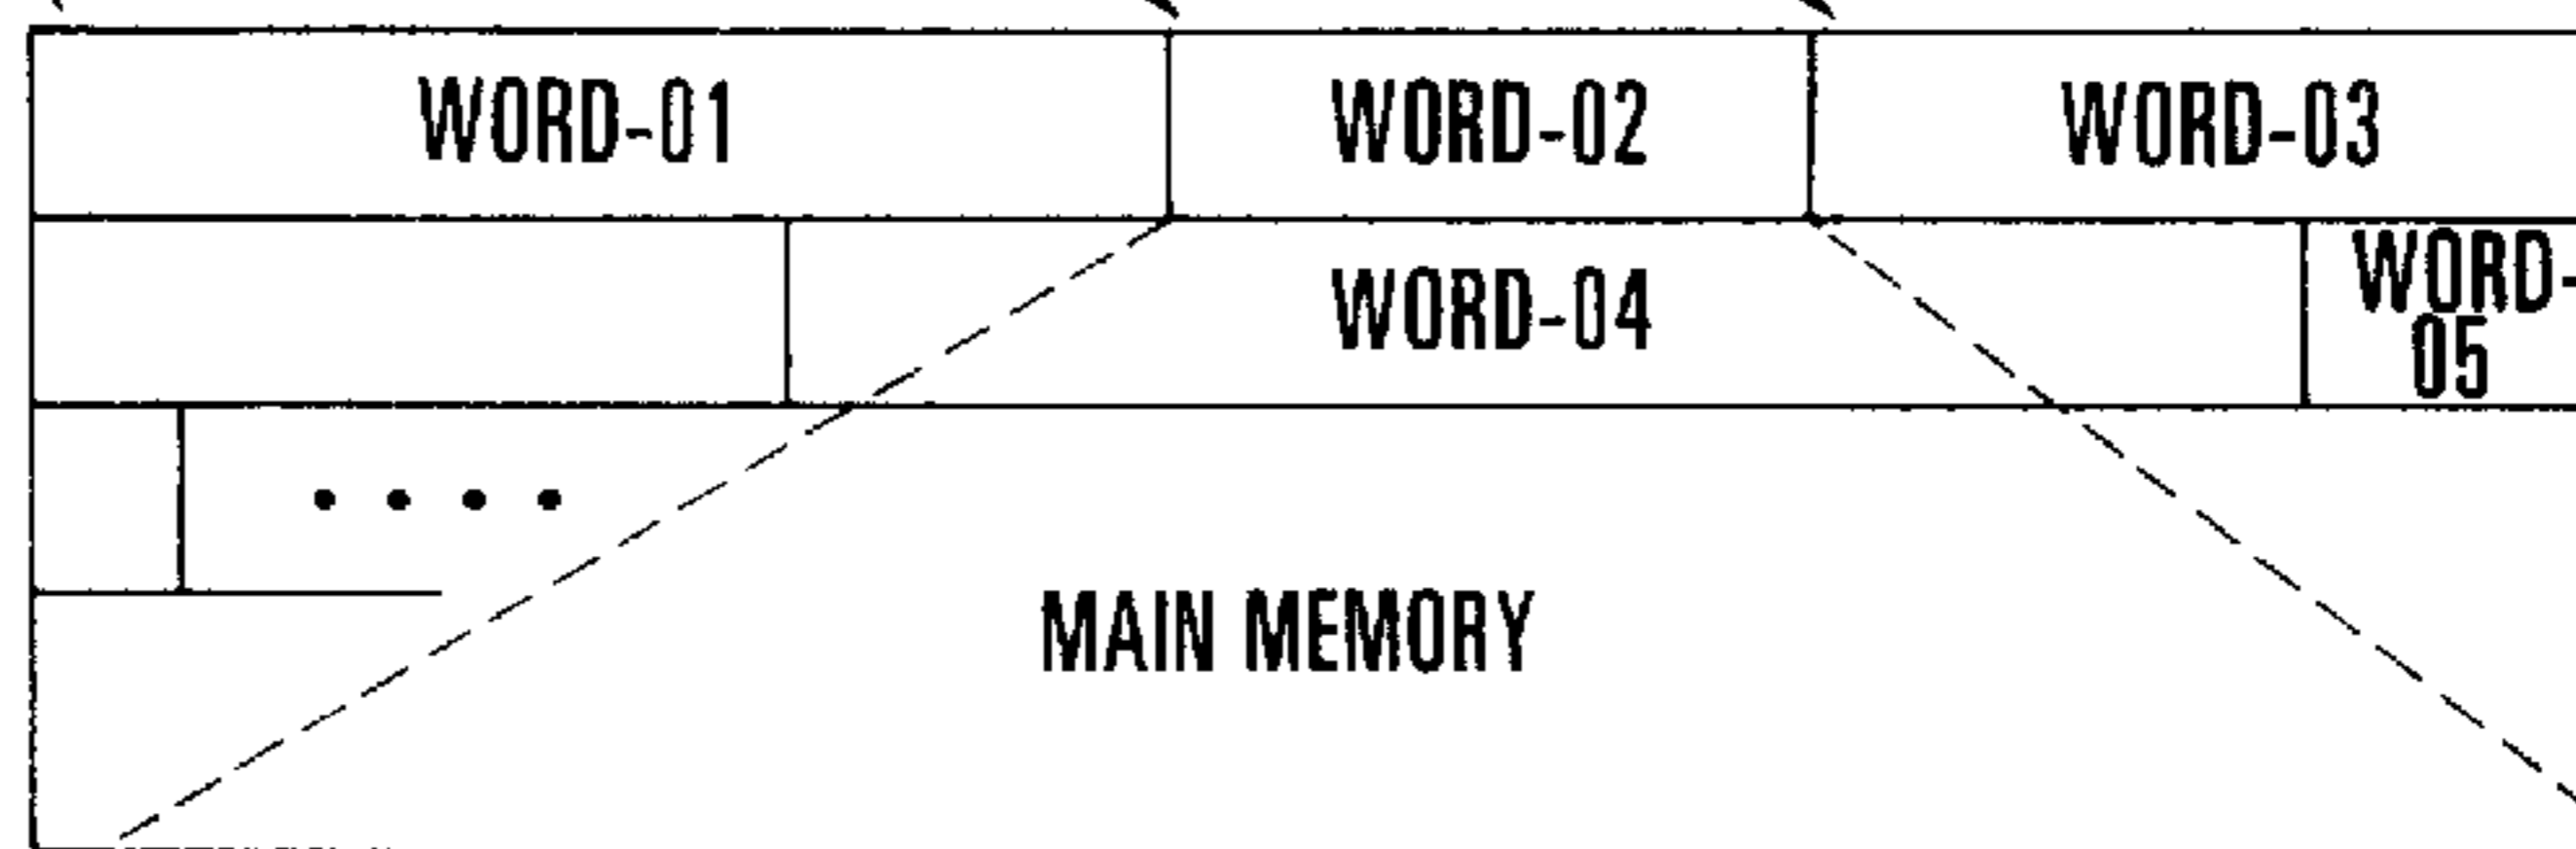 WORD-01 WORD-02 WORD-03
WORD-04 WORD-
05
• • • •
MAIN MEMORY